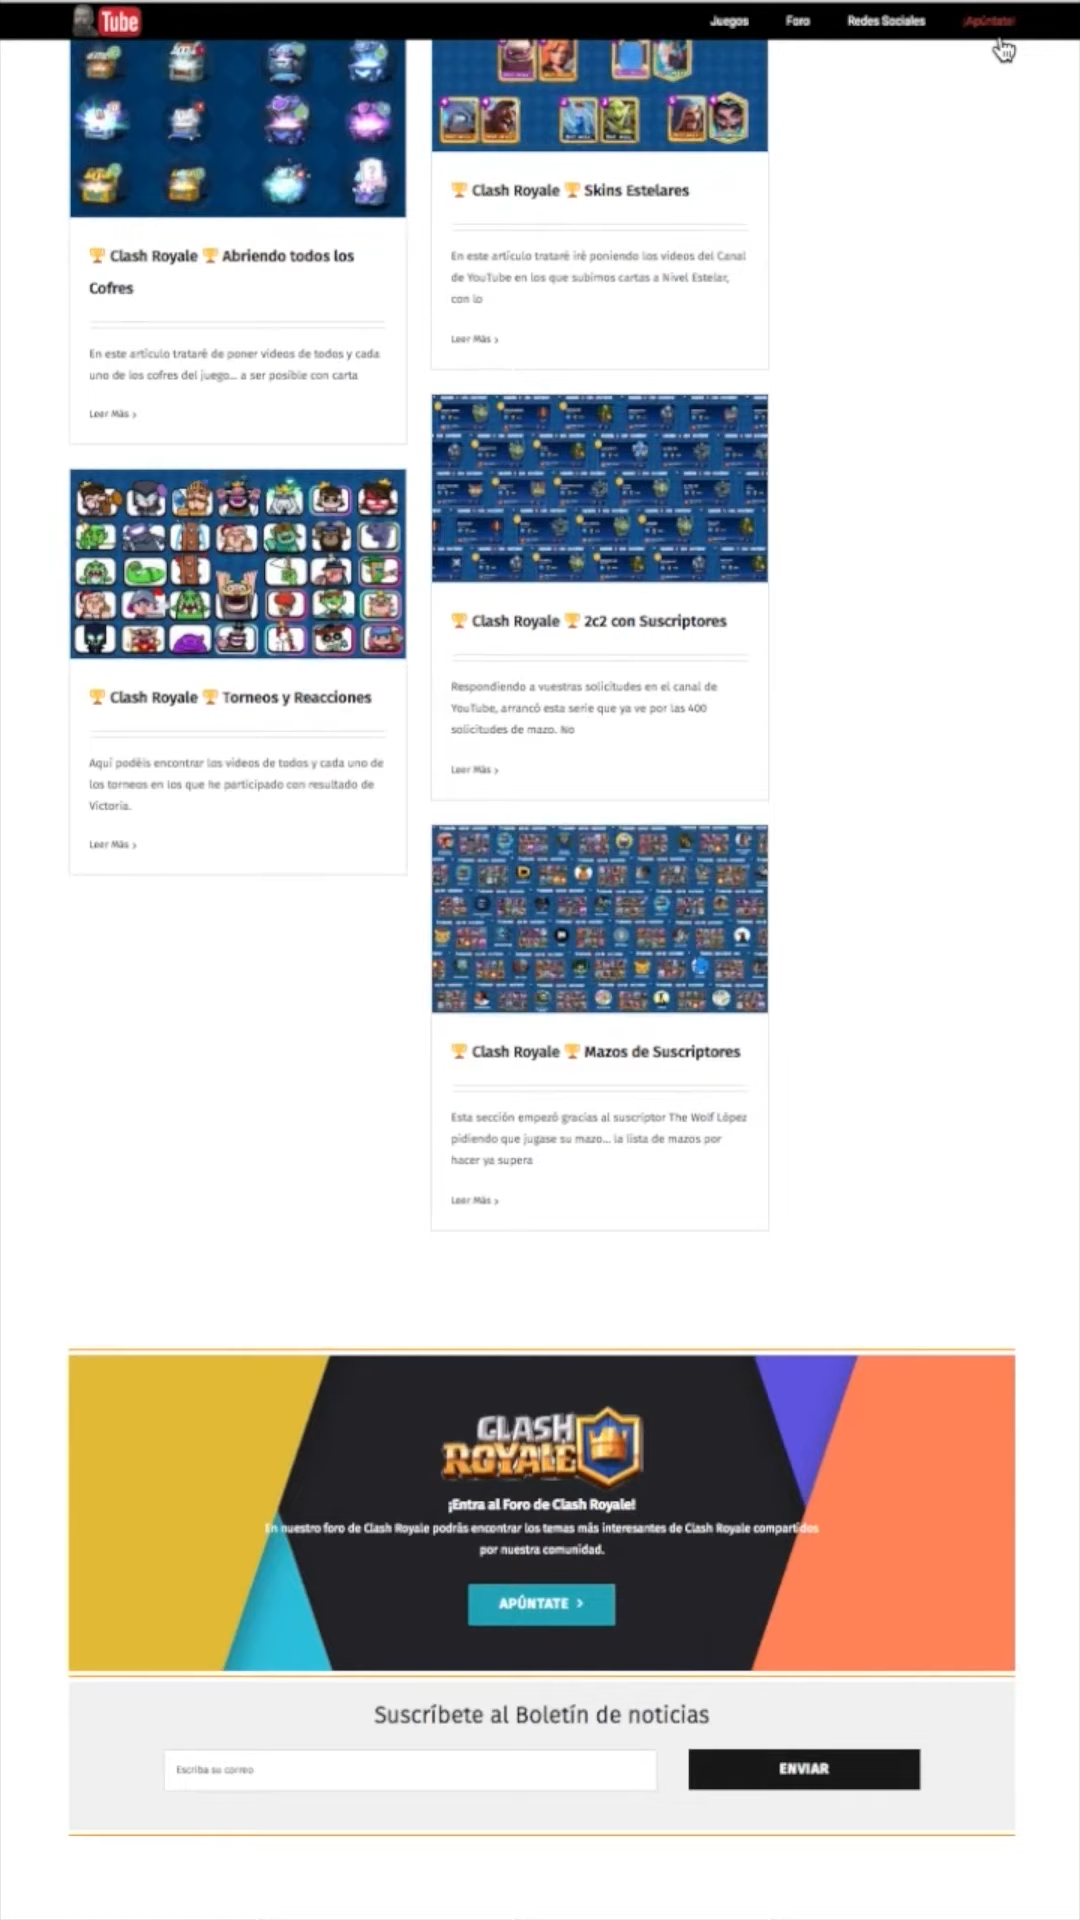 Tube
Juegos
Foro
Redes Sociales
¡Apúntate!
🏆 Clash Royale 🏆 Abriendo todos los
Cofres
En este artículo trataré de poner videos de todos y cada
uno de los cofres del juego... a ser posible con carta
Leer Más >
🏆 Clash Royale 🏆 Torneos y Reacciones
Aquí podéis encontrar los videos de todos y cada uno de
los torneos en los que he participado con resultado de
Victoria.
Leer Más >
🏆 Clash Royale 🏆 Skins Estelares
En este artículo trataré iré poniendo los videos del Canal
de YouTube en los que subimos cartas a Nivel Estelar,
con lo
Leer Más >
🏆 Clash Royale 🏆 2c2 con Suscriptores
Respondiendo a vuestras solicitudes en el canal de
YouTube, arrancó esta serie que ya ve por las 400
solicitudes de mazo. No
Leer Más >
🏆 Clash Royale 🏆 Mazos de Suscriptores
Esta sección empezó gracias al suscriptor The Wolf López
pidiendo que jugase su mazo... la lista de mazos por
hacer ya supera
Leer Más >
CLASH
ROYALE
¡Entra al Foro de Clash Royale!
En nuestro foro de Clash Royale podrás encontrar los temas más interesantes de Clash Royale compartidos
por nuestra comunidad.
APÚNTATE >
Suscríbete al Boletín de noticias
Escriba su correo
ENVIAR